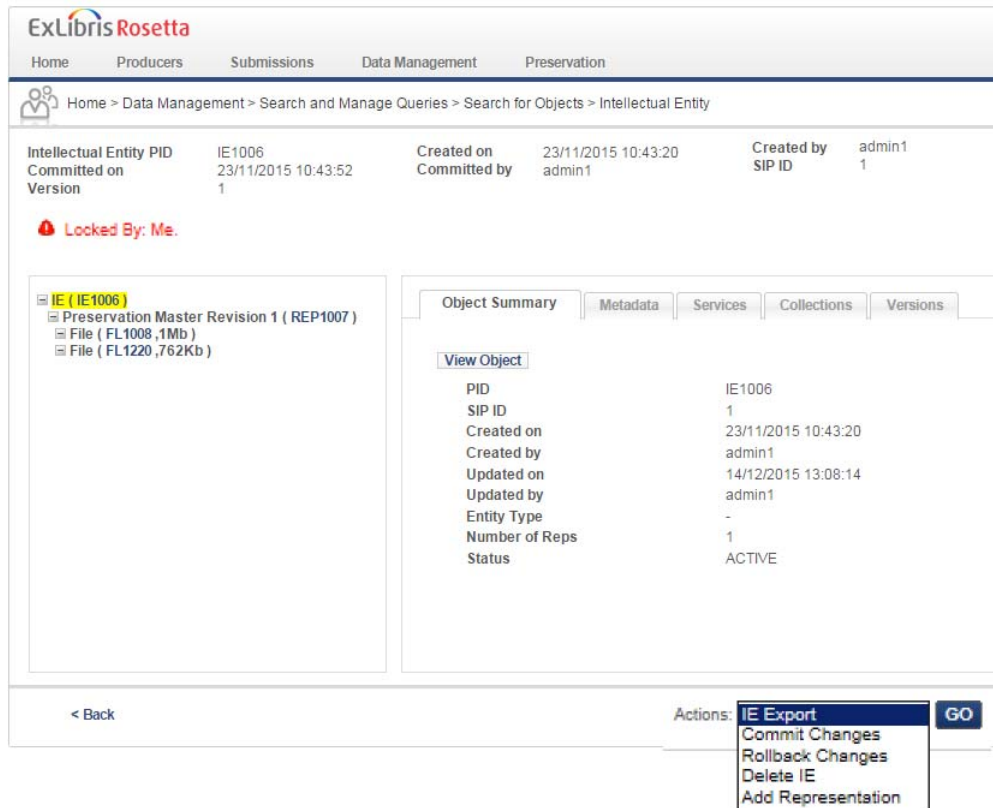 ExLibris Rosetta
Home Producers Submissions Data Management Preservation
Home > Data Management > Search and Manage Queries > Search for Objects > Intellectual Entity
Intellectual Entity PID IE1006 Created on 23/11/2015 10:43:20 Created by admin1
Committed on 23/11/2015 10:43:52 Committed by admin1 SIP ID 1
Version 1
Locked By: Me.
IE ( IE1006 )
Preservation Master Revision 1 ( REP1007 )
File ( FL1008 ,1Mb )
File ( FL1220 ,762Kb )
Object Summary Metadata Services Collections Versions
View Object
PID IE1006
SIP ID 1
Created on 23/11/2015 10:43:20
Created by admin1
Updated on 14/12/2015 13:08:14
Updated by admin1
Entity Type -
Number of Reps 1
Status ACTIVE
< Back Actions: IE Export GO
Commit Changes
Rollback Changes
Delete IE
Add Representation